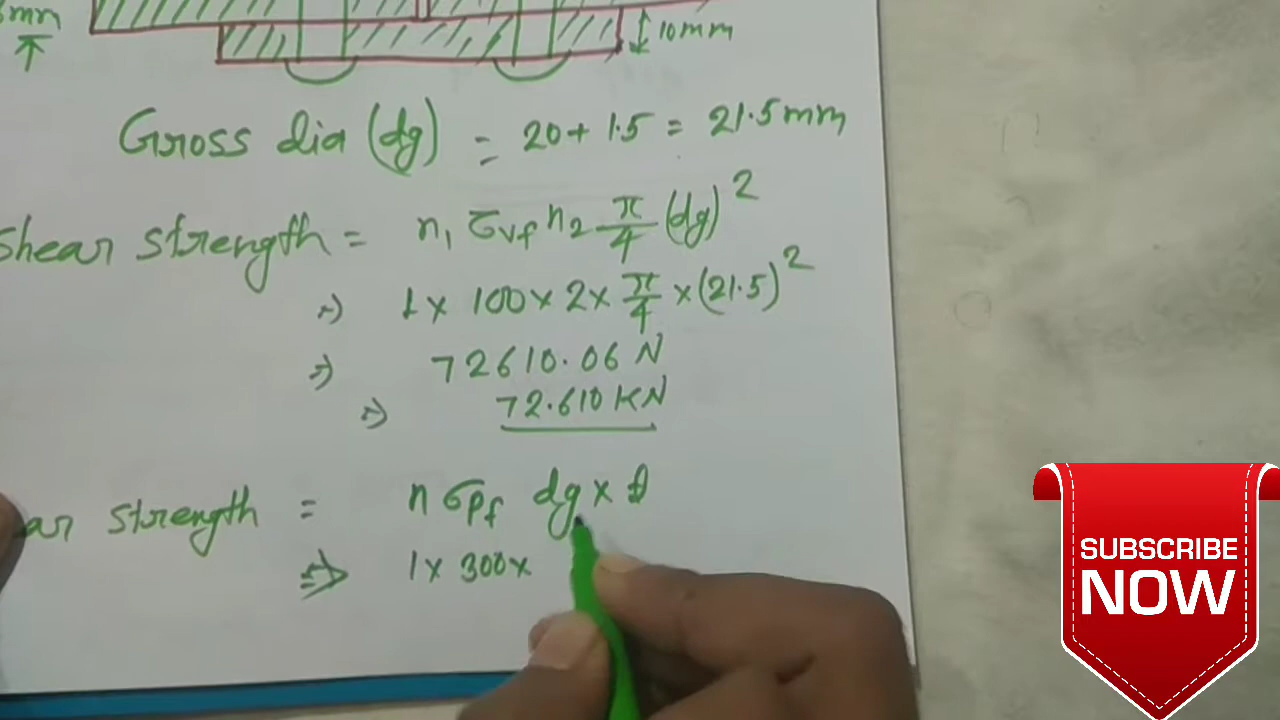 mm
10mm
Gross dia (dg) = 20+ 1.5 = 21.5mm
shear strength = n₁ τvf n₂ π/4 (dg)²
⇒ 1× 100× 2× π/4 ×(21.5)²
⇒ 72610.06 N
⇒ 72.610 KN
ar strength = n σpf dg×
⇒ 1× 300×
SUBSCRIBE
NOW